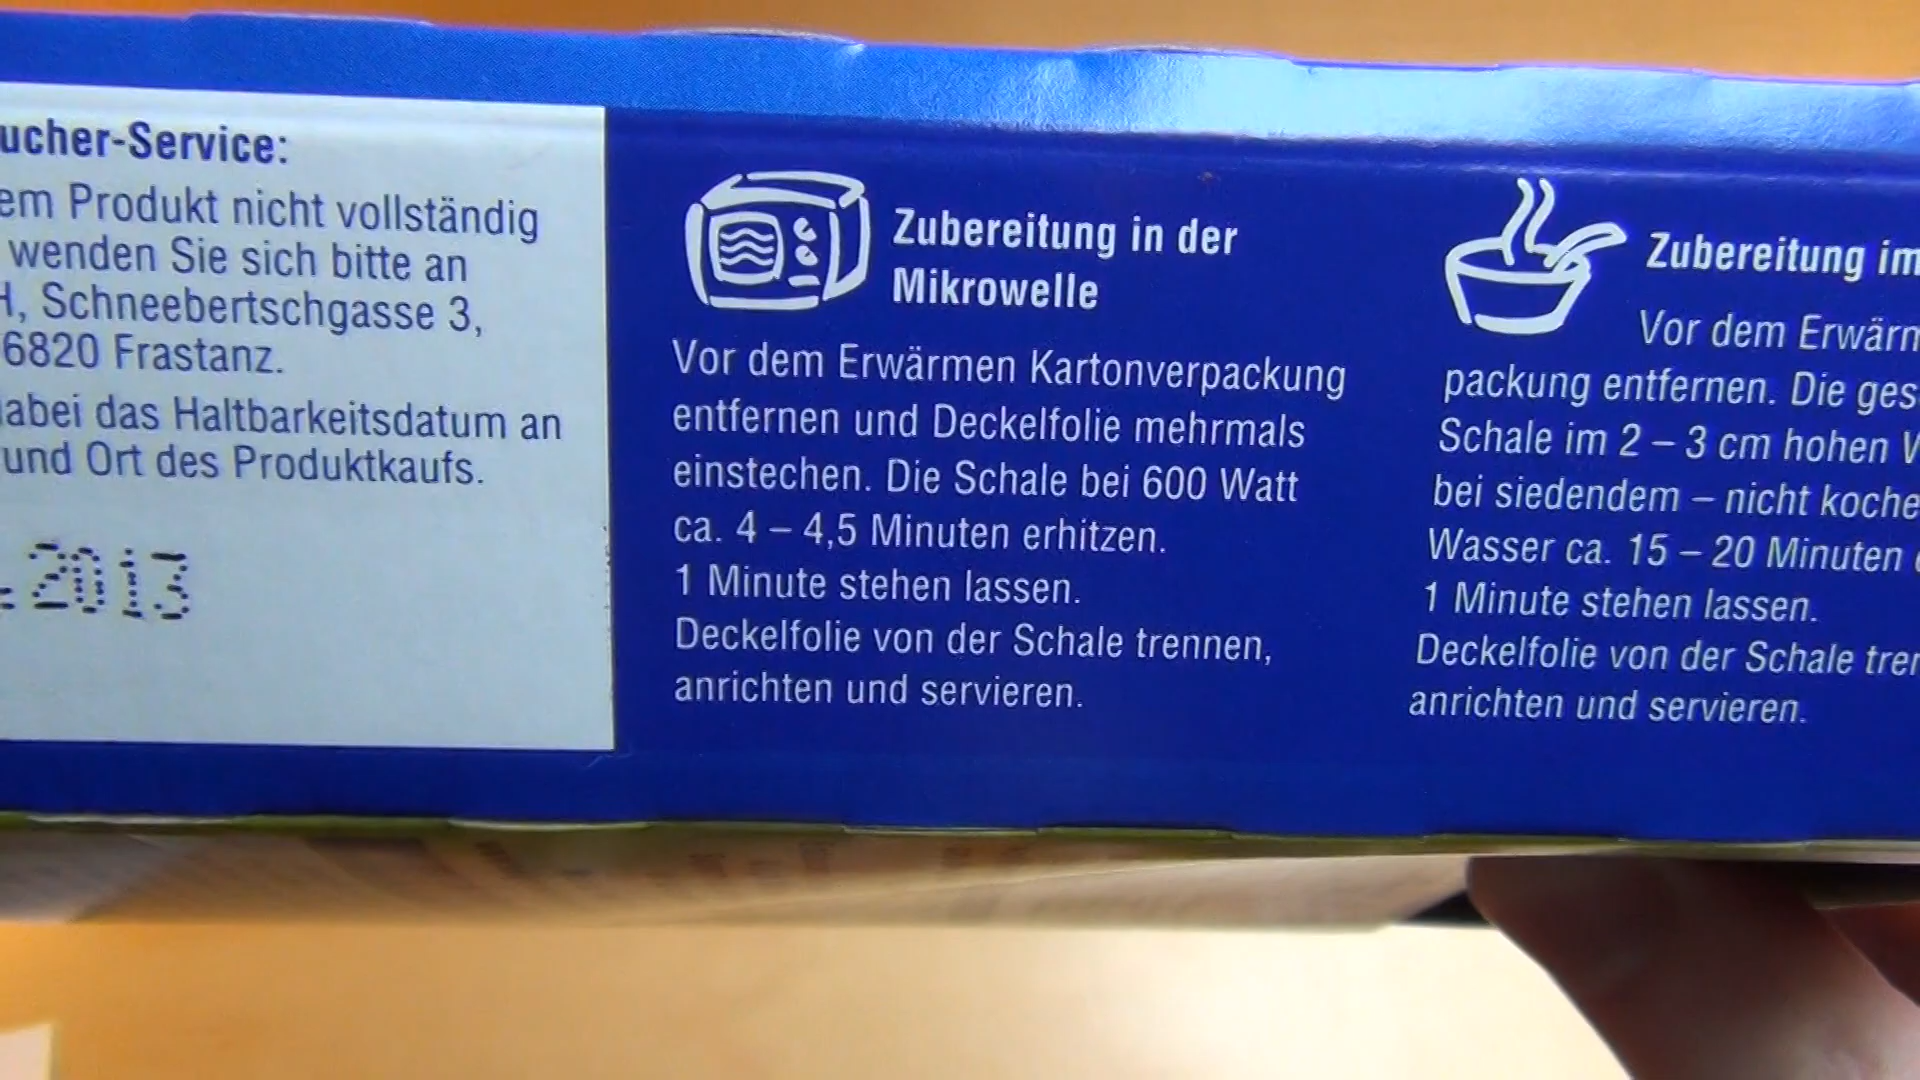 ucher-Service:
em Produkt nicht vollständig
wenden Sie sich bitte an
H, Schneebertschgasse 3,
6820 Frastanz.
dabei das Haltbarkeitsdatum an
und Ort des Produktkaufs.
.2013
Zubereitung in der
Mikrowelle
Vor dem Erwärmen Kartonverpackung
entfernen und Deckelfolie mehrmals
einstechen. Die Schale bei 600 Watt
ca. 4 – 4,5 Minuten erhitzen.
1 Minute stehen lassen.
Deckelfolie von der Schale trennen,
anrichten und servieren.
Zubereitung im
Vor dem Erwärm
packung entfernen. Die ges
Schale im 2 – 3 cm hohen W
bei siedendem – nicht koche
Wasser ca. 15 – 20 Minuten
1 Minute stehen lassen.
Deckelfolie von der Schale tren
anrichten und servieren.